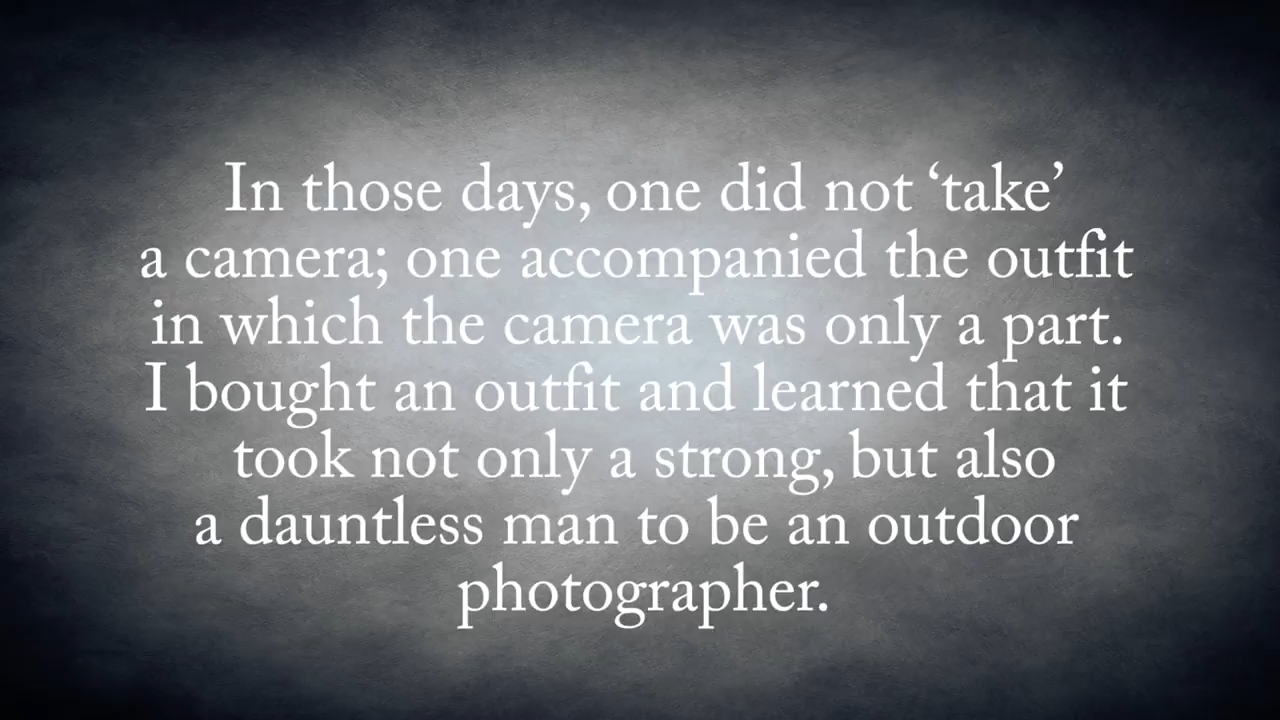 In those days, one did not ‘take’
a camera; one accompanied the outfit
in which the camera was only a part.
I bought an outfit and learned that it
took not only a strong, but also
a dauntless man to be an outdoor
photographer.